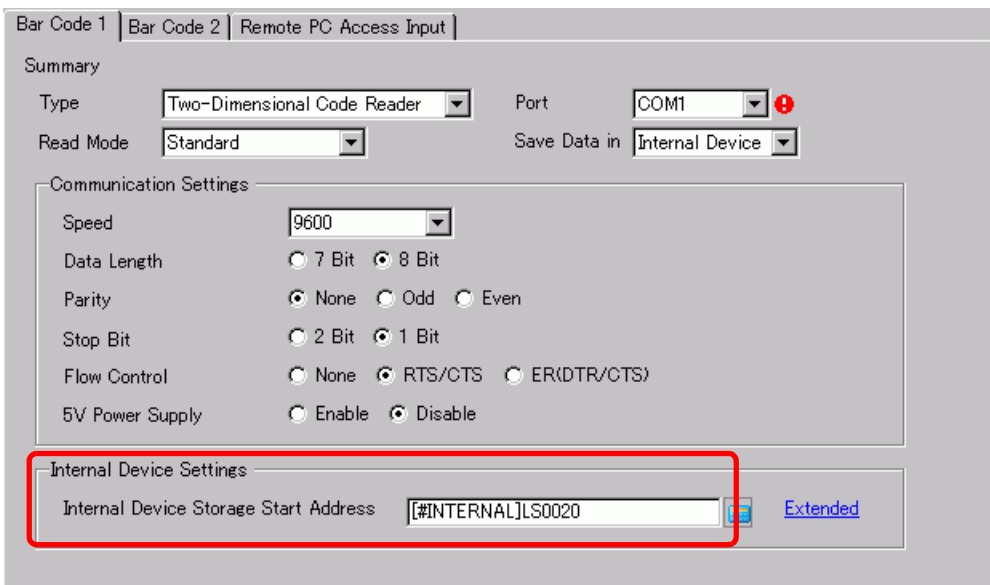 Bar Code 1 Bar Code 2 Remote PC Access Input
Summary
Type Two-Dimensional Code Reader Port COM1
Read Mode Standard Save Data in Internal Device
Communication Settings
Speed 9600
Data Length 7 Bit 8 Bit
Parity None Odd Even
Stop Bit 2 Bit 1 Bit
Flow Control None RTS/CTS ER(DTR/CTS)
5V Power Supply Enable Disable
Internal Device Settings
Internal Device Storage Start Address [#INTERNAL]LS0020 Extended